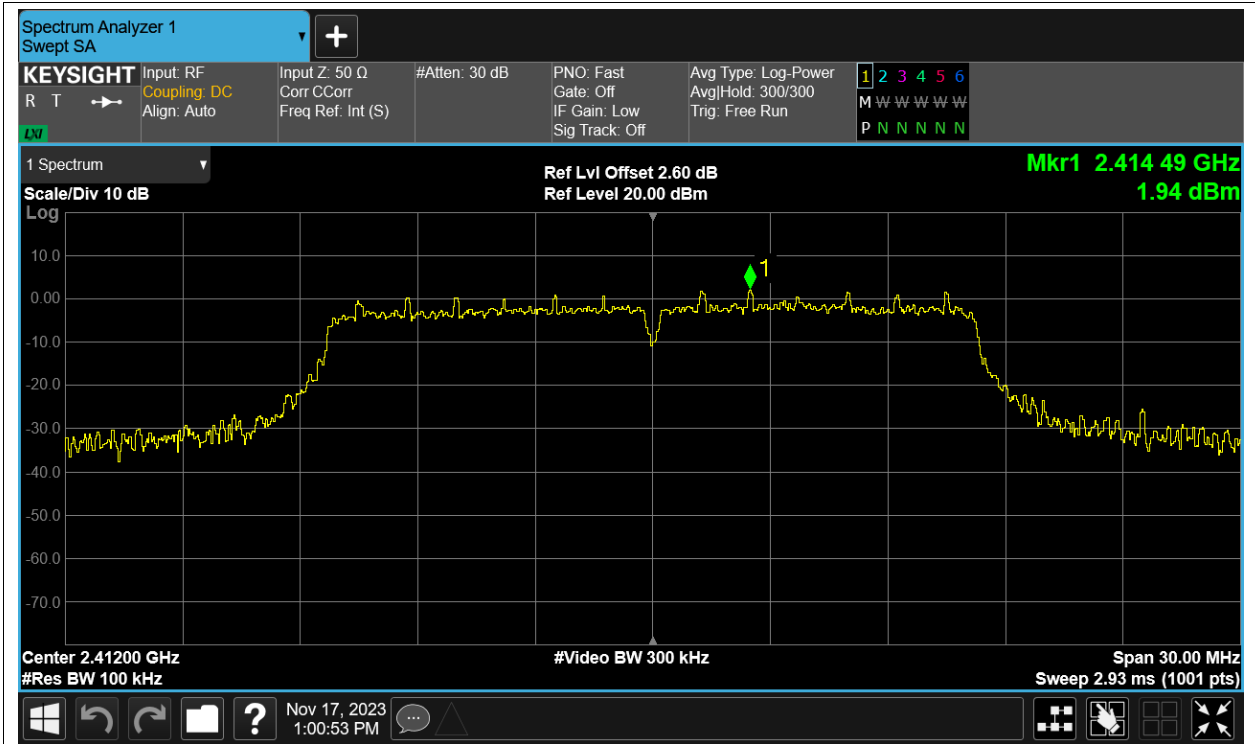 Spectrum Analyzer 1
Swept SA
KEYSIGHT
R T
LXI
Input: RF
Coupling: DC
Align: Auto
Input Z: 50 Ω
Corr CCorr
Freq Ref: Int (S)
#Atten: 30 dB
PNO: Fast
Gate: Off
IF Gain: Low
Sig Track: Off
Avg Type: Log-Power
Avg|Hold: 300/300
Trig: Free Run
1 2 3 4 5 6
M W W W W W
P N N N N N
1 Spectrum
Scale/Div 10 dB
Log
Ref Lvl Offset 2.60 dB
Ref Level 20.00 dBm
Mkr1 2.414 49 GHz
1.94 dBm
10.0
0.00
-10.0
-20.0
-30.0
-40.0
-50.0
-60.0
-70.0
1
Center 2.41200 GHz
#Res BW 100 kHz
#Video BW 300 kHz
Span 30.00 MHz
Sweep 2.93 ms (1001 pts)
?
Nov 17, 2023
1:00:53 PM